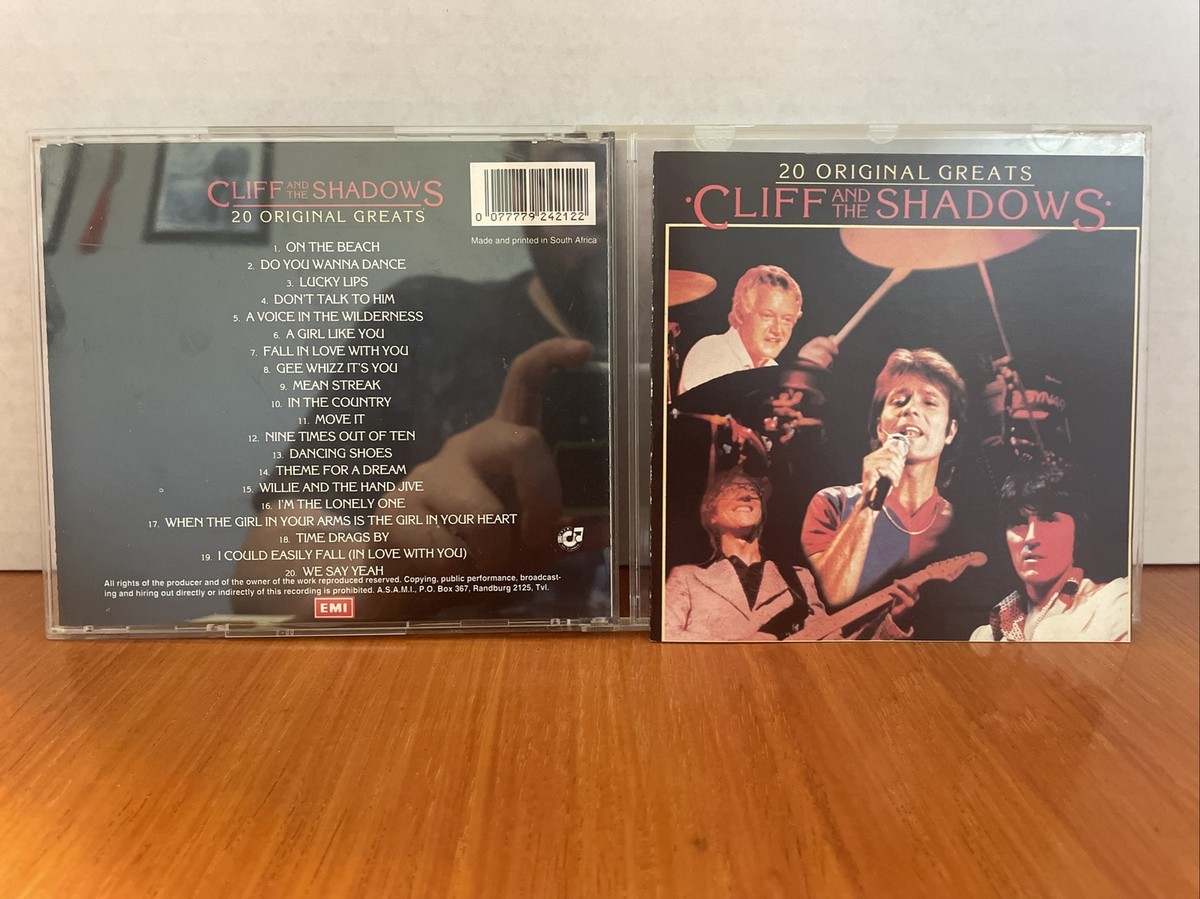 CLIFF AND THE SHADOWS
20 ORIGINAL GREATS
0 077779 242122
Made and printed in South Africa
1. ON THE BEACH
2. DO YOU WANNA DANCE
3. LUCKY LIPS
4. DON'T TALK TO HIM
5. A VOICE IN THE WILDERNESS
6. A GIRL LIKE YOU
7. FALL IN LOVE WITH YOU
8. GEE WHIZZ IT'S YOU
9. MEAN STREAK
10. IN THE COUNTRY
11. MOVE IT
12. NINE TIMES OUT OF TEN
13. DANCING SHOES
14. THEME FOR A DREAM
15. WILLIE AND THE HAND JIVE
16. I'M THE LONELY ONE
17. WHEN THE GIRL IN YOUR ARMS IS THE GIRL IN YOUR HEART
18. TIME DRAGS BY
19. I COULD EASILY FALL (IN LOVE WITH YOU)
20. WE SAY YEAH
All rights of the producer and of the owner of the work reproduced reserved. Copying, public performance, broadcast-
ing and hiring out directly or indirectly of this recording is prohibited. A.S.A.M.I., P.O. Box 367, Randburg 2125, Tvl.
EMI
20 ORIGINAL GREATS
·CLIFF AND THE SHADOWS·